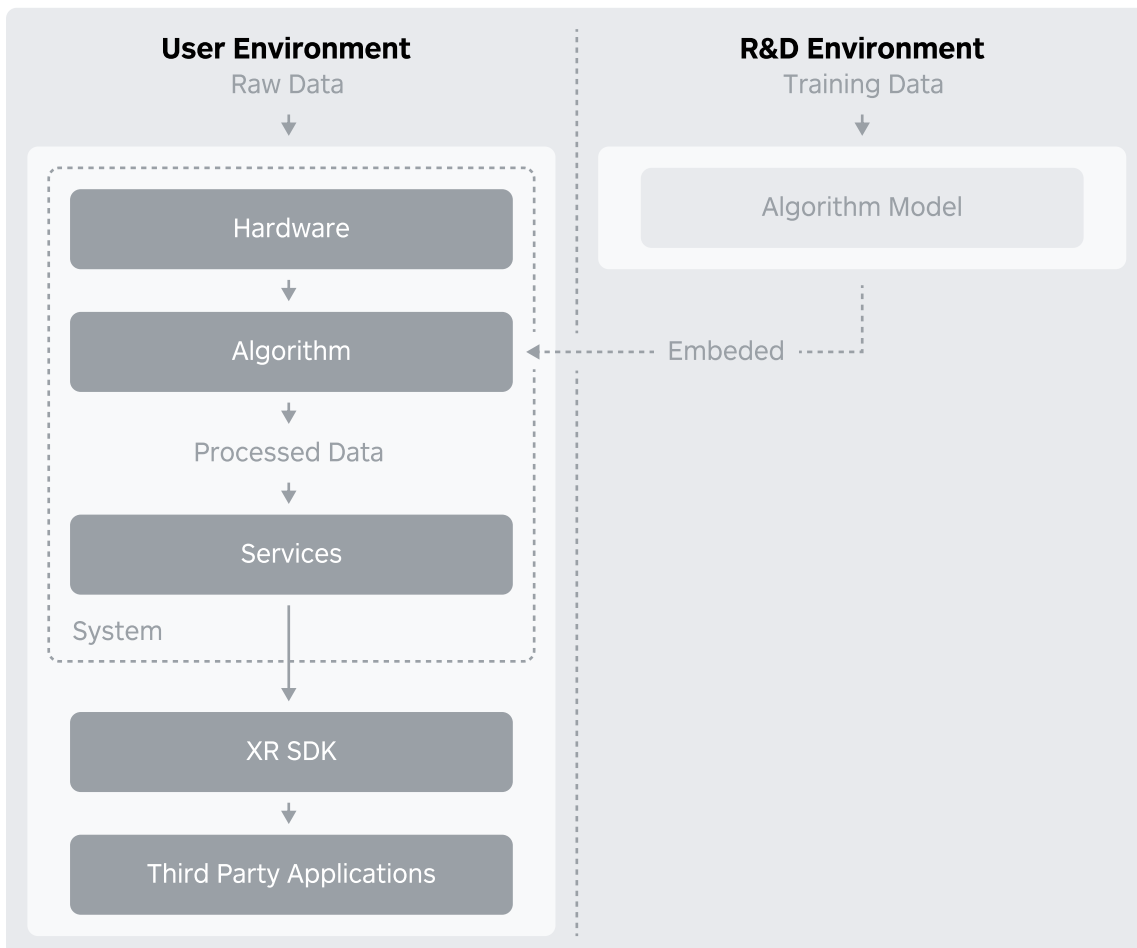 User Environment
Raw Data
Hardware
Algorithm
Processed Data
Services
System
XR SDK
Third Party Applications
R&D Environment
Training Data
Algorithm Model
Embeded